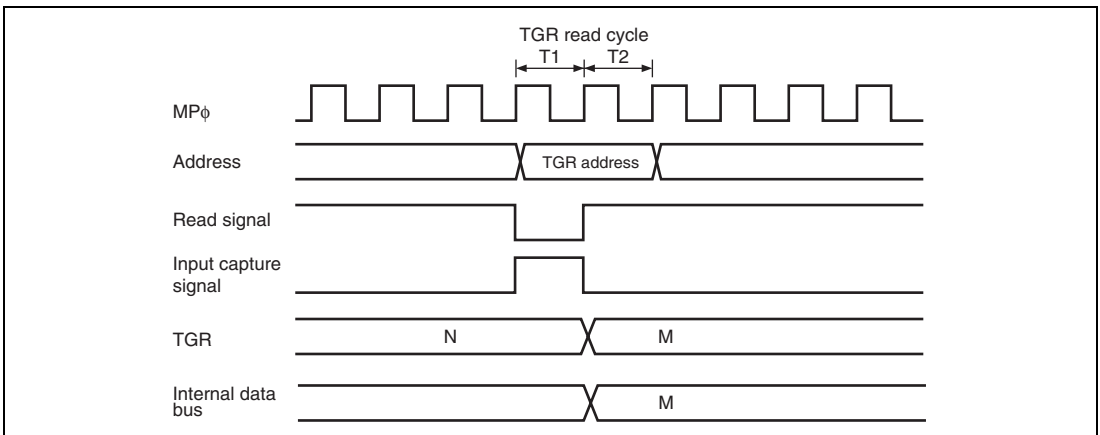 TGR read cycle
T1 T2
MPϕ
Address
TGR address
Read signal
Input capture
signal
TGR
N
M
Internal data
bus
M